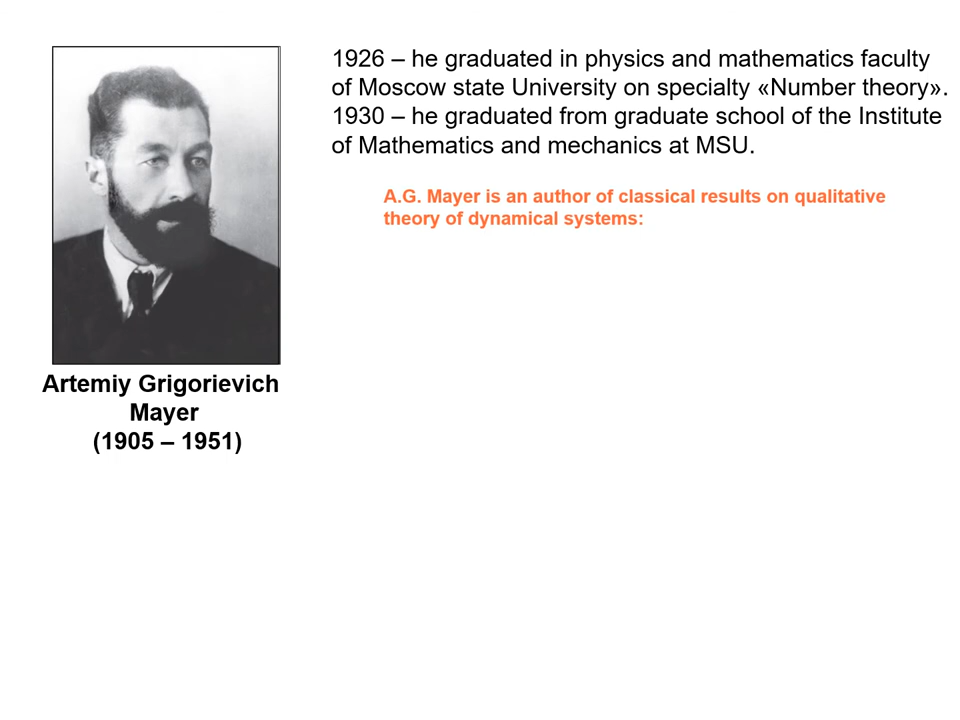 1926 – he graduated in physics and mathematics faculty
of Moscow state University on specialty «Number theory».
1930 – he graduated from graduate school of the Institute
of Mathematics and mechanics at MSU.
A.G. Mayer is an author of classical results on qualitative
theory of dynamical systems:
Artemiy Grigorievich
Mayer
(1905 – 1951)